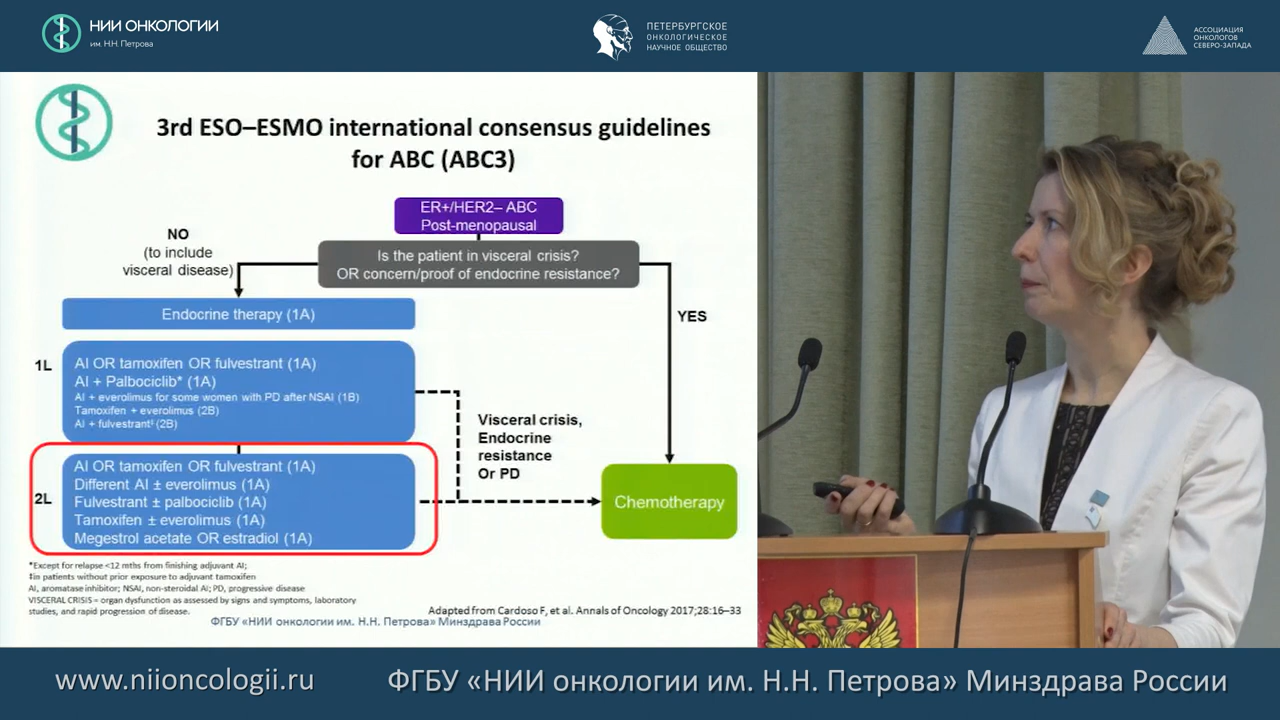 НИИ ОНКОЛОГИИ
им. Н.Н. Петрова
ПЕТЕРБУРГСКОЕ
ОНКОЛОГИЧЕСКОЕ
НАУЧНОЕ ОБЩЕСТВО
АССОЦИАЦИЯ
ОНКОЛОГОВ
СЕВЕРО-ЗАПАДА
3rd ESO–ESMO international consensus guidelines
for ABC (ABC3)
ER+/HER2– ABC
Post-menopausal
Is the patient in visceral crisis?
OR concern/proof of endocrine resistance?
NO
(to include
visceral disease)
YES
Endocrine therapy (1A)
1L
AI OR tamoxifen OR fulvestrant (1A)
AI + Palbociclib* (1A)
AI + everolimus for some women with PD after NSAI (1B)
Tamoxifen + everolimus (2B)
AI + fulvestrant‡ (2B)
Visceral crisis,
Endocrine
resistance
Or PD
2L
AI OR tamoxifen OR fulvestrant (1A)
Different AI ± everolimus (1A)
Fulvestrant ± palbociclib (1A)
Tamoxifen ± everolimus (1A)
Megestrol acetate OR estradiol (1A)
Chemotherapy
*Except for relapse <12 mths from finishing adjuvant AI;
‡in patients without prior exposure to adjuvant tamoxifen
AI, aromatase inhibitor; NSAI, non-steroidal AI; PD, progressive disease
VISCERAL CRISIS = organ dysfunction as assessed by signs and symptoms, laboratory
studies, and rapid progression of disease.
Adapted from Cardoso F, et al. Annals of Oncology 2017;28:16–33
ФГБУ «НИИ онкологии им. Н.Н. Петрова» Минздрава России
www.niioncologii.ru
ФГБУ «НИИ онкологии им. Н.Н. Петрова» Минздрава России